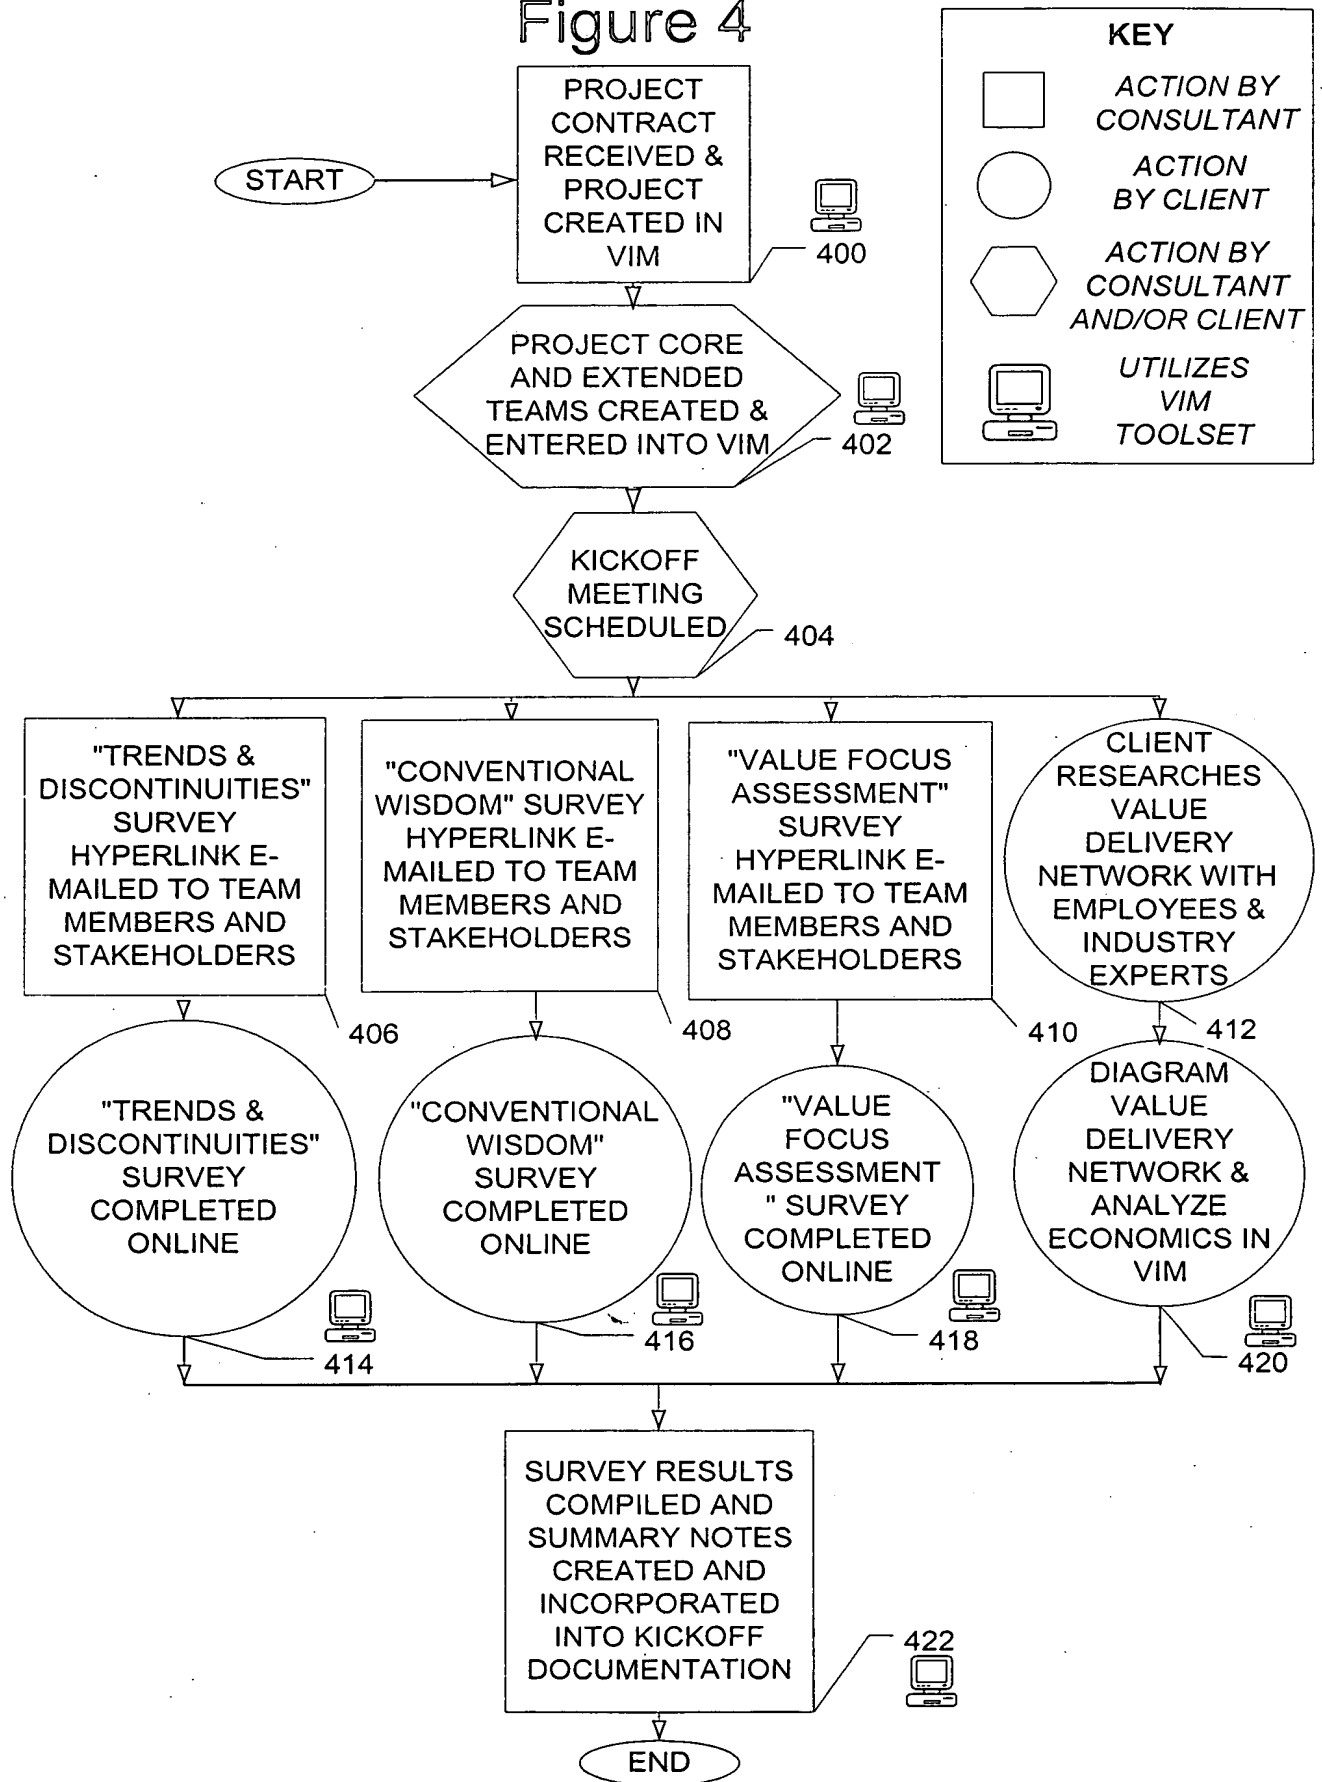 Figure 4
KEY
ACTION BY
CONSULTANT
ACTION
BY CLIENT
ACTION BY
CONSULTANT
AND/OR CLIENT
UTILIZES
VIM
TOOLSET
START
PROJECT
CONTRACT
RECEIVED &
PROJECT
CREATED IN
VIM
400
PROJECT CORE
AND EXTENDED
TEAMS CREATED &
ENTERED INTO VIM
402
KICKOFF
MEETING
SCHEDULED
404
"TRENDS &
DISCONTINUITIES"
SURVEY
HYPERLINK E-
MAILED TO TEAM
MEMBERS AND
STAKEHOLDERS
406
"CONVENTIONAL
WISDOM" SURVEY
HYPERLINK E-
MAILED TO TEAM
MEMBERS AND
STAKEHOLDERS
408
"VALUE FOCUS
ASSESSMENT"
SURVEY
HYPERLINK E-
MAILED TO TEAM
MEMBERS AND
STAKEHOLDERS
410
CLIENT
RESEARCHES
VALUE
DELIVERY
NETWORK WITH
EMPLOYEES &
INDUSTRY
EXPERTS
412
"TRENDS &
DISCONTINUITIES"
SURVEY
COMPLETED
ONLINE
414
"CONVENTIONAL
WISDOM"
SURVEY
COMPLETED
ONLINE
416
"VALUE
FOCUS
ASSESSMENT
" SURVEY
COMPLETED
ONLINE
418
DIAGRAM
VALUE
DELIVERY
NETWORK &
ANALYZE
ECONOMICS IN
VIM
420
SURVEY RESULTS
COMPILED AND
SUMMARY NOTES
CREATED AND
INCORPORATED
INTO KICKOFF
DOCUMENTATION
422
END